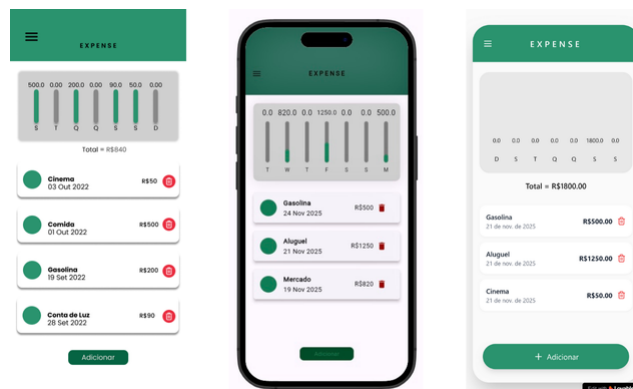 EXPENSE
500.0 0.00 200.0 0.00 90.0 50.0 0.00
S T Q Q S S D
Total = R$840
Cinema
03 Out 2022
R$50
Comida
01 Out 2022
R$500
Gasolina
19 Set 2022
R$200
Conta de Luz
28 Set 2022
R$90
Adicionar
EXPENSE
0.0 820.0 0.0 1250.0 0.0 0.0 500.0
T W T F S S M
Gasolina
24 Nov 2025
R$500
Aluguel
21 Nov 2025
R$1250
Mercado
19 Nov 2025
R$820
Adicionar
EXPENSE
0.0 0.0 0.0 0.0 0.0 1800.0 0.0
D S T Q Q S S
Total = R$1800.00
Gasolina
21 de nov. de 2025
R$500.00
Aluguel
21 de nov. de 2025
R$1250.00
Cinema
21 de nov. de 2025
R$50.00
+ Adicionar